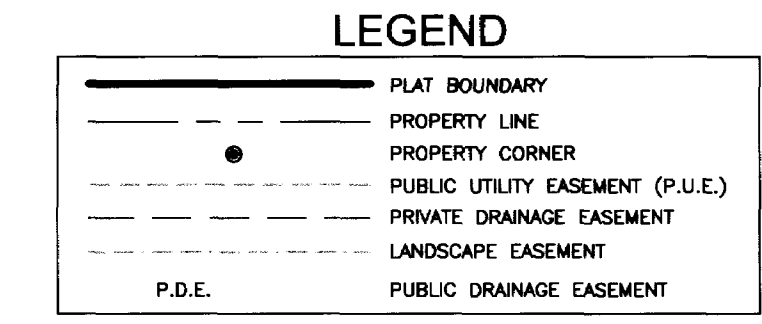 LEGEND
PLAT BOUNDARY
PROPERTY LINE
PROPERTY CORNER
PUBLIC UTILITY EASEMENT (P.U.E.)
PRIVATE DRAINAGE EASEMENT
LANDSCAPE EASEMENT
P.D.E. PUBLIC DRAINAGE EASEMENT